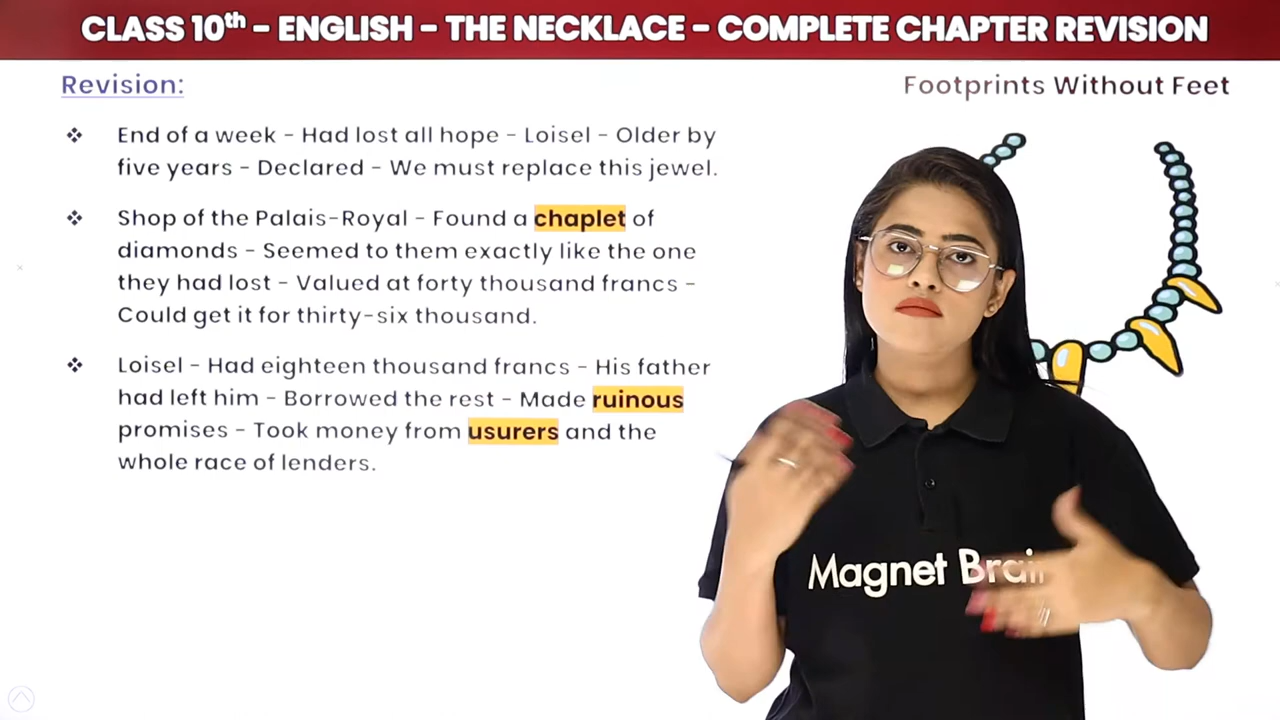 CLASS 10th - ENGLISH - THE NECKLACE - COMPLETE CHAPTER REVISION
Revision:
Footprints Without Feet
❖ End of a week - Had lost all hope - Loisel - Older by
five years - Declared - We must replace this jewel.
❖ Shop of the Palais-Royal - Found a chaplet of
diamonds - Seemed to them exactly like the one
they had lost - Valued at forty thousand francs -
Could get it for thirty-six thousand.
❖ Loisel - Had eighteen thousand francs - His father
had left him - Borrowed the rest - Made ruinous
promises - Took money from usurers and the
whole race of lenders.
Magnet Brain